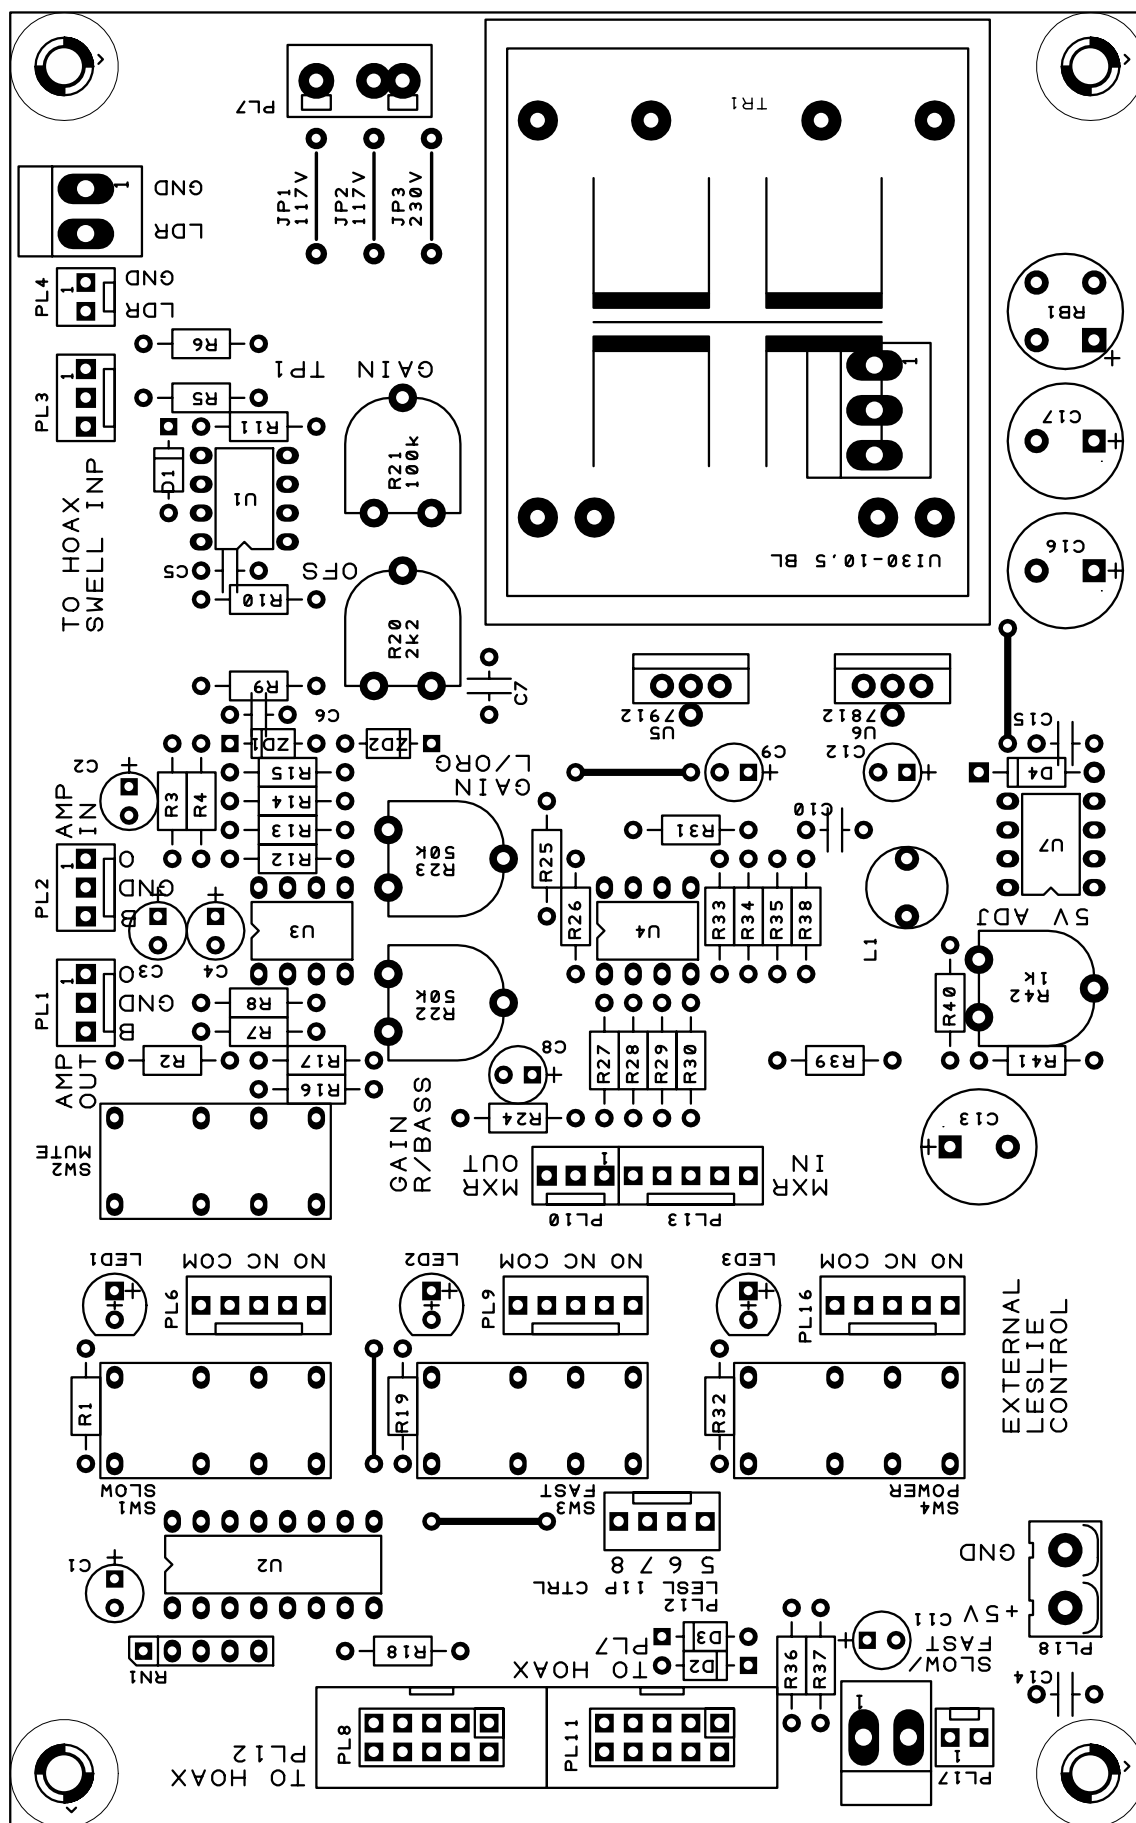 PL7
TR1
JP1
117V
JP2
117V
JP3
230V
1
GND
LDR
PL4
1
GND
LDR
RB1
+
R6
TP1
GAIN
PL3
1
R5
R11
1
C17
+
D1
U1
R21
100k
TO HOAX
SWELL INP
C5
OFS
R10
UI30-10.5 BL
C16
+
R20
2k2
R9
C7
C6
7912
U5
7812
U6
C15
ZD1
ZD2
L/ORG
GAIN
C2
+
R15
C9
+
C12
+
D4
AMP
IN
R3
R4
R14
R13
R12
R23
50k
R25
R31
C10
U7
PL2
1
O
GND
B
R26
U4
R33
R34
R35
R38
L1
5V ADJ
+
C3
+
C4
U3
PL1
1
O
GND
B
R8
R7
R22
50k
R40
R42
1k
AMP
OUT
R2
R17
R16
C8
+
R27
R28
R29
R30
R39
R41
R24
GAIN
R/BASS
SW2
MUTE
MXR
OUT
1
MXR
IN
PL10
PL13
C13
+
LED1
+
+
NO NC COM
PL6
LED2
+
+
NO NC COM
PL9
LED3
+
+
NO NC COM
PL16
EXTERNAL
LESLIE
CONTROL
R1
R19
R32
SW1
SLOW
SW3
FAST
SW4
POWER
U2
C1
+
8 7 6 5
LESL 11P CTRL
PL12
GND
+5V
PL18
RN1
R18
D3
D2
TO HOAX
PL7
R36
R37
C11
+
SLOW/
FAST
C14
PL8
PL11
TO HOAX
PL12
1
1
PL17